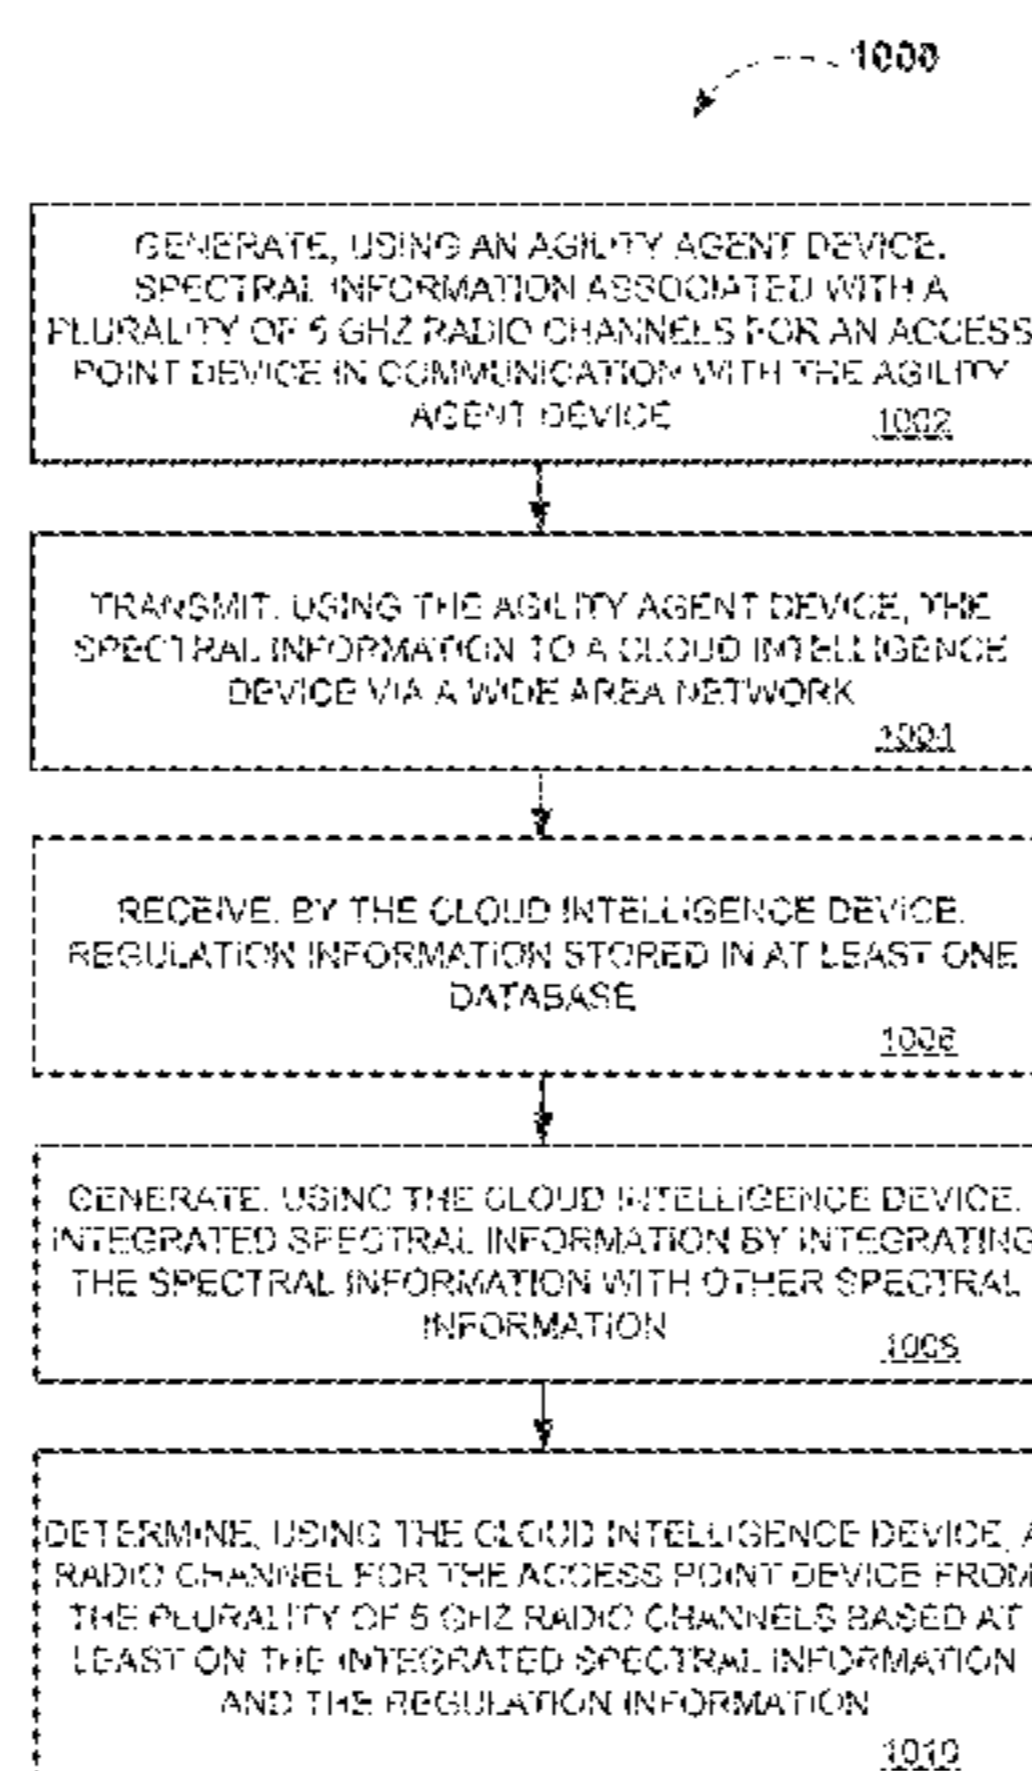 1000
GENERATE, USING AN AGILITY AGENT DEVICE,
SPECTRAL INFORMATION ASSOCIATED WITH A
PLURALITY OF 5 GHZ RADIO CHANNELS FOR AN ACCESS
POINT DEVICE IN COMMUNICATION WITH THE AGILITY
AGENT DEVICE
1002
TRANSMIT, USING THE AGILITY AGENT DEVICE, THE
SPECTRAL INFORMATION TO A CLOUD INTELLIGENCE
DEVICE VIA A WIDE AREA NETWORK
1004
RECEIVE, BY THE CLOUD INTELLIGENCE DEVICE,
REGULATION INFORMATION STORED IN AT LEAST ONE
DATABASE
1006
GENERATE, USING THE CLOUD INTELLIGENCE DEVICE,
INTEGRATED SPECTRAL INFORMATION BY INTEGRATING
THE SPECTRAL INFORMATION WITH OTHER SPECTRAL
INFORMATION
1008
DETERMINE, USING THE CLOUD INTELLIGENCE DEVICE, A
RADIO CHANNEL FOR THE ACCESS POINT DEVICE FROM
THE PLURALITY OF 5 GHZ RADIO CHANNELS BASED AT
LEAST ON THE INTEGRATED SPECTRAL INFORMATION
AND THE REGULATION INFORMATION
1010